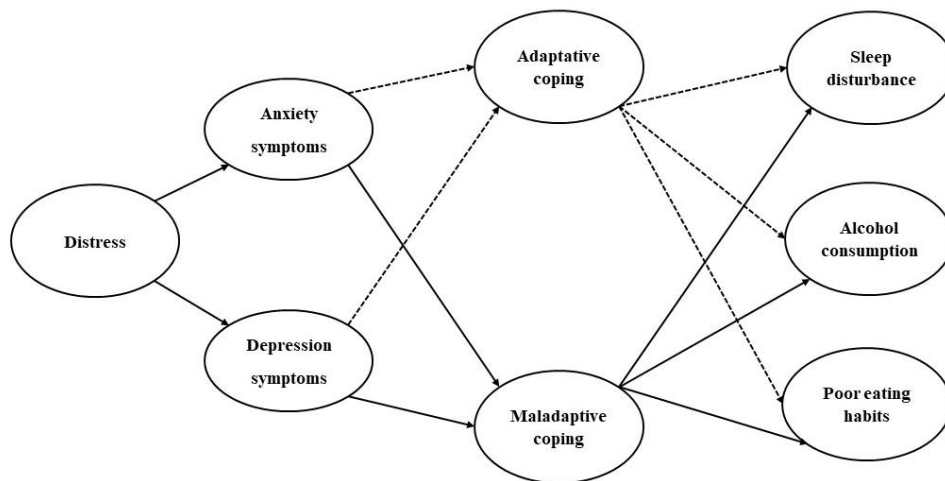 Distress
Anxiety
symptoms
Depression
symptoms
Adaptative
coping
Maladaptive
coping
Sleep
disturbance
Alcohol
consumption
Poor eating
habits